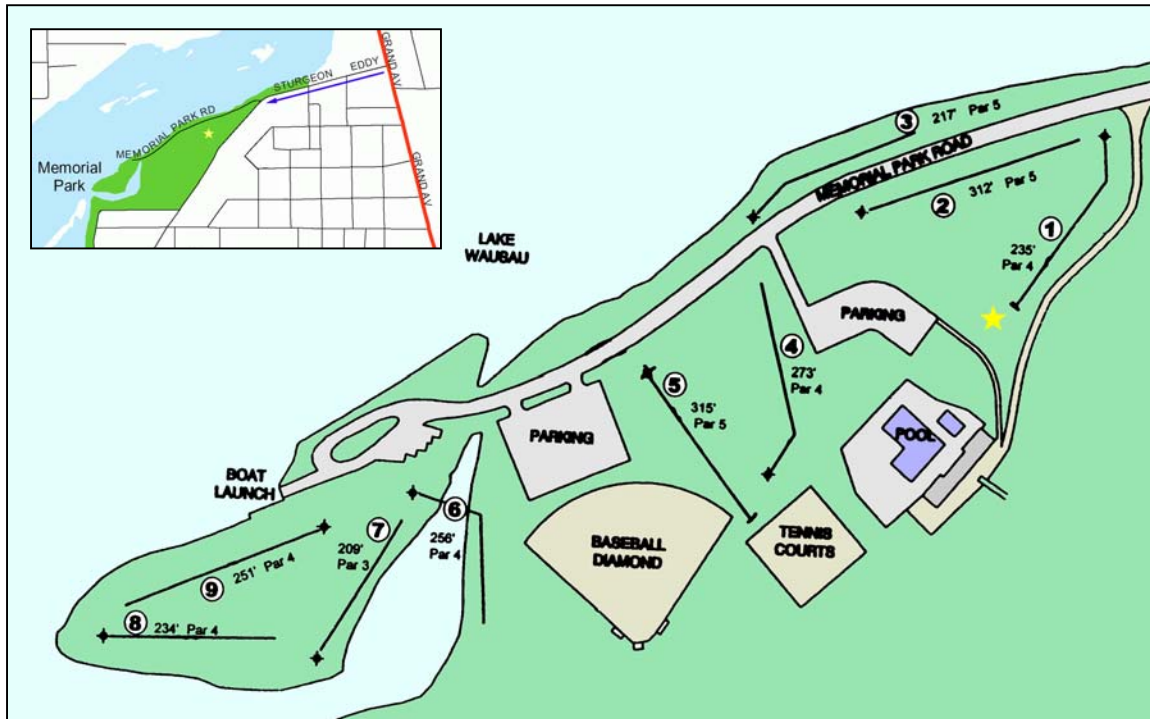 GRAND AV
STURGEON EDDY
MEMORIAL PARK RD
Memorial
Park
GRAND AV
3
217' Par 5
MEMORIAL PARK ROAD
2
312' Par 5
1
235'
Par 4
LAKE
WAUSAU
PARKING
4
273'
Par 4
5
315'
Par 5
PARKING
POOL
BOAT
LAUNCH
6
256'
Par 4
7
209'
Par 3
BASEBALL
DIAMOND
TENNIS
COURTS
9
251' Par 4
8
234' Par 4